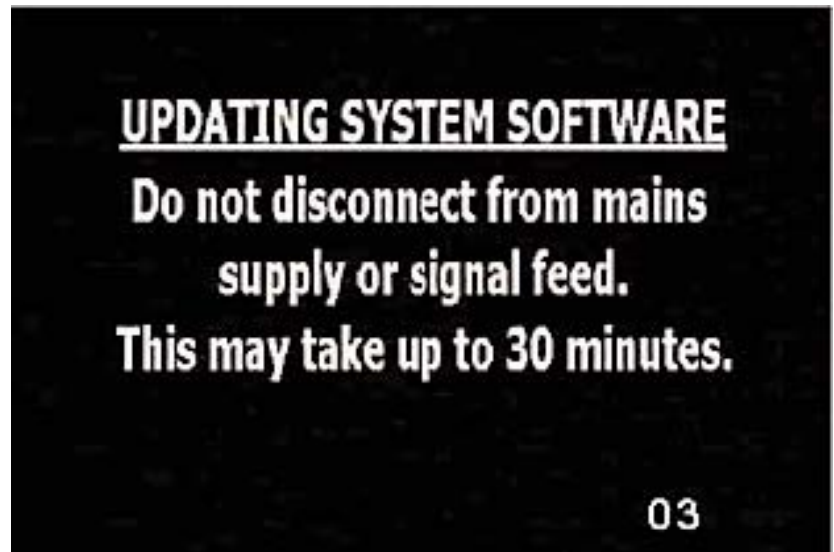 UPDATING SYSTEM SOFTWARE
Do not disconnect from mains
supply or signal feed.
This may take up to 30 minutes.
03